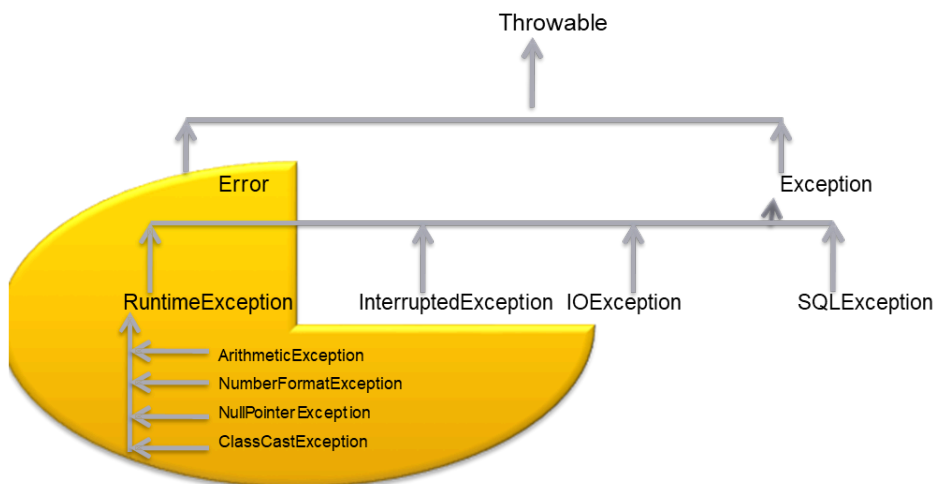 Throwable
Error
Exception
RuntimeException
InterruptedException
IOException
SQLException
ArithmeticException
NumberFormatException
NullPointerException
ClassCastException